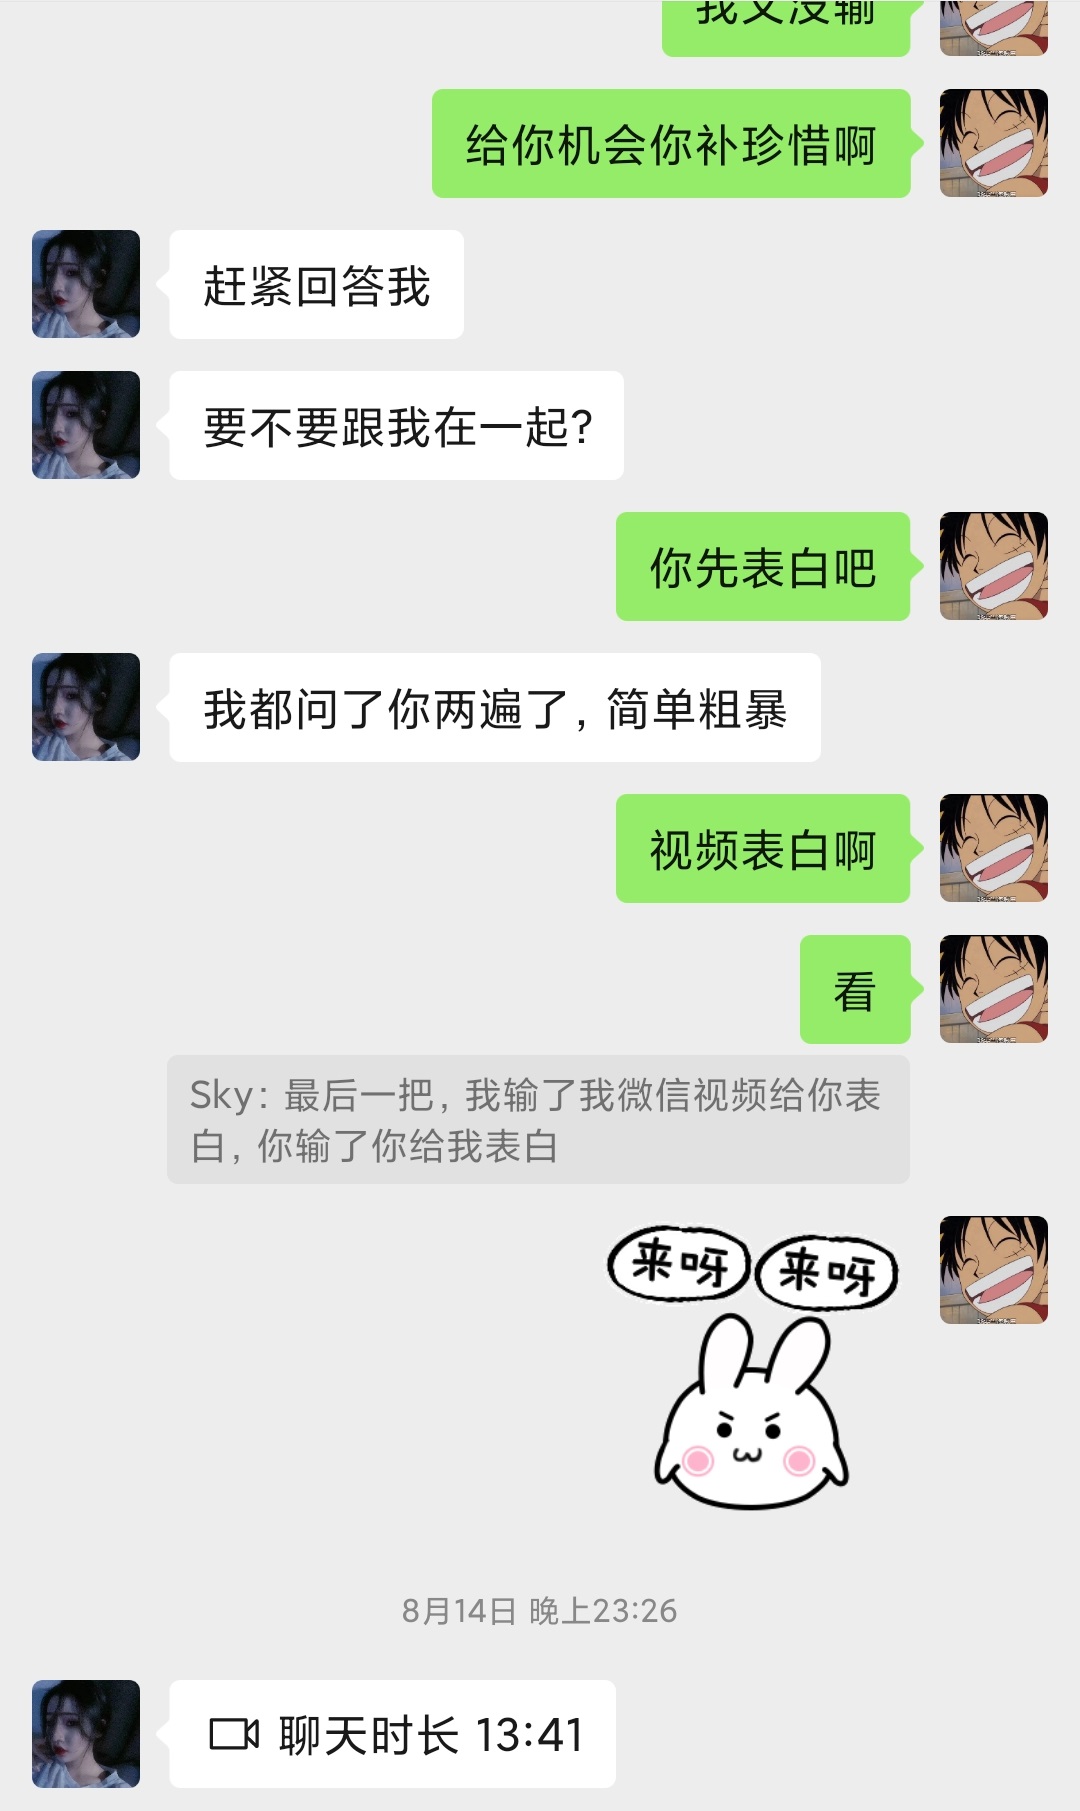 我又没输
给你机会你补珍惜啊
赶紧回答我
要不要跟我在一起?
你先表白吧
我都问了你两遍了，简单粗暴
视频表白啊
看
Sky：最后一把，我输了我微信视频给你表
白，你输了你给我表白
来呀 来呀
8月14日 晚上23:26
聊天时长 13:41